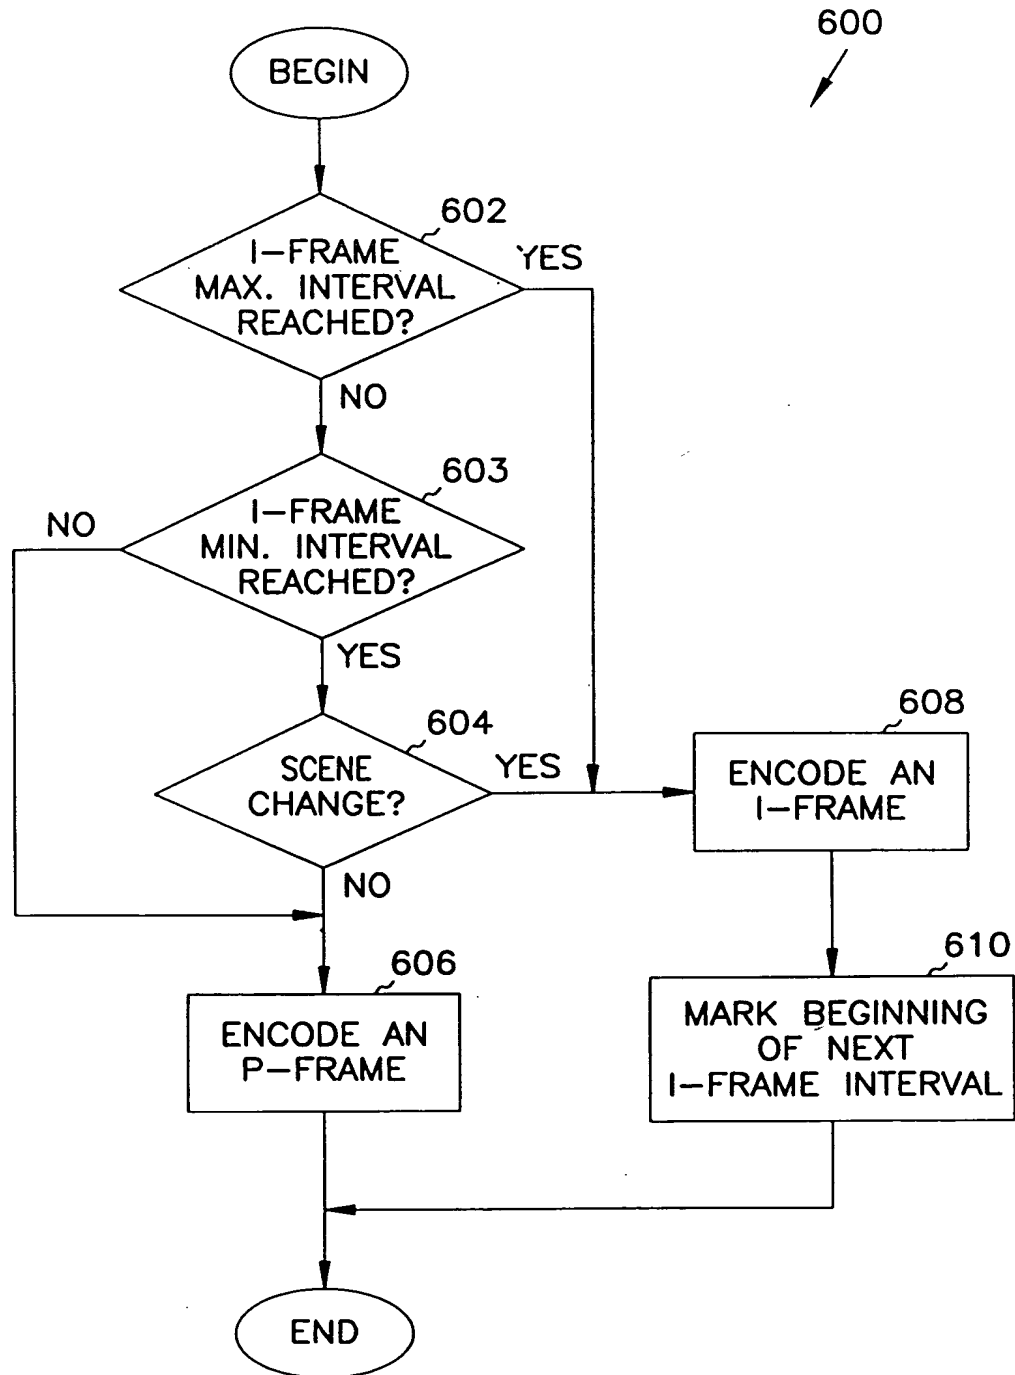 600
BEGIN
602
I-FRAME
MAX. INTERVAL
REACHED?
YES
NO
603
I-FRAME
MIN. INTERVAL
REACHED?
NO
YES
604
SCENE
CHANGE?
YES
NO
608
ENCODE AN
I-FRAME
606
ENCODE AN
P-FRAME
610
MARK BEGINNING
OF NEXT
I-FRAME INTERVAL
END